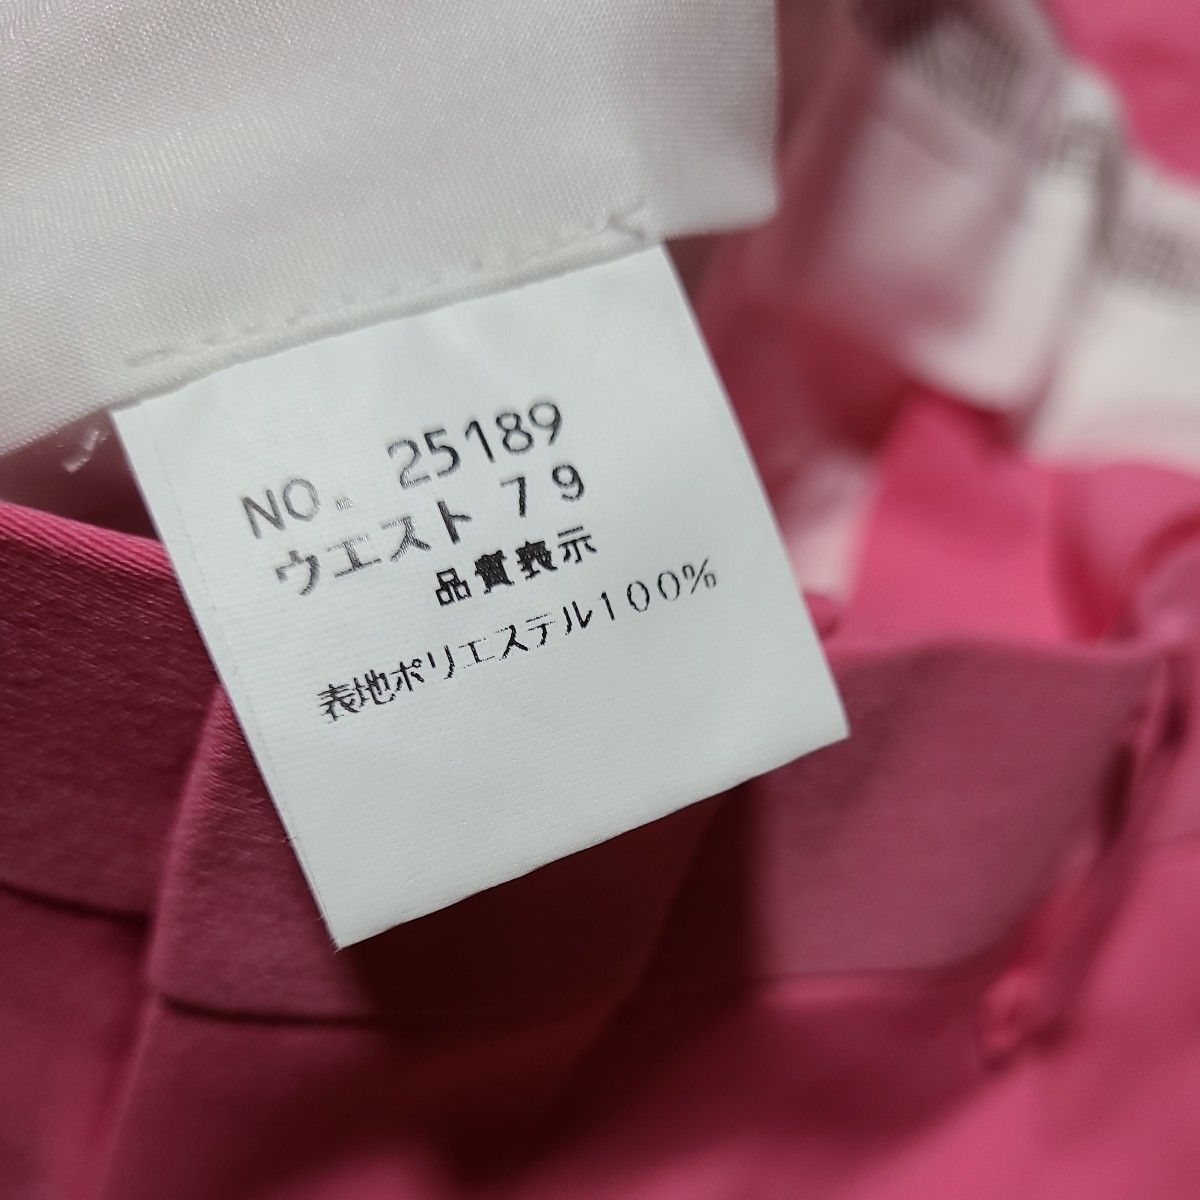 NO. 25189
ウエスト 79
品質表示
表地ポリエステル100%